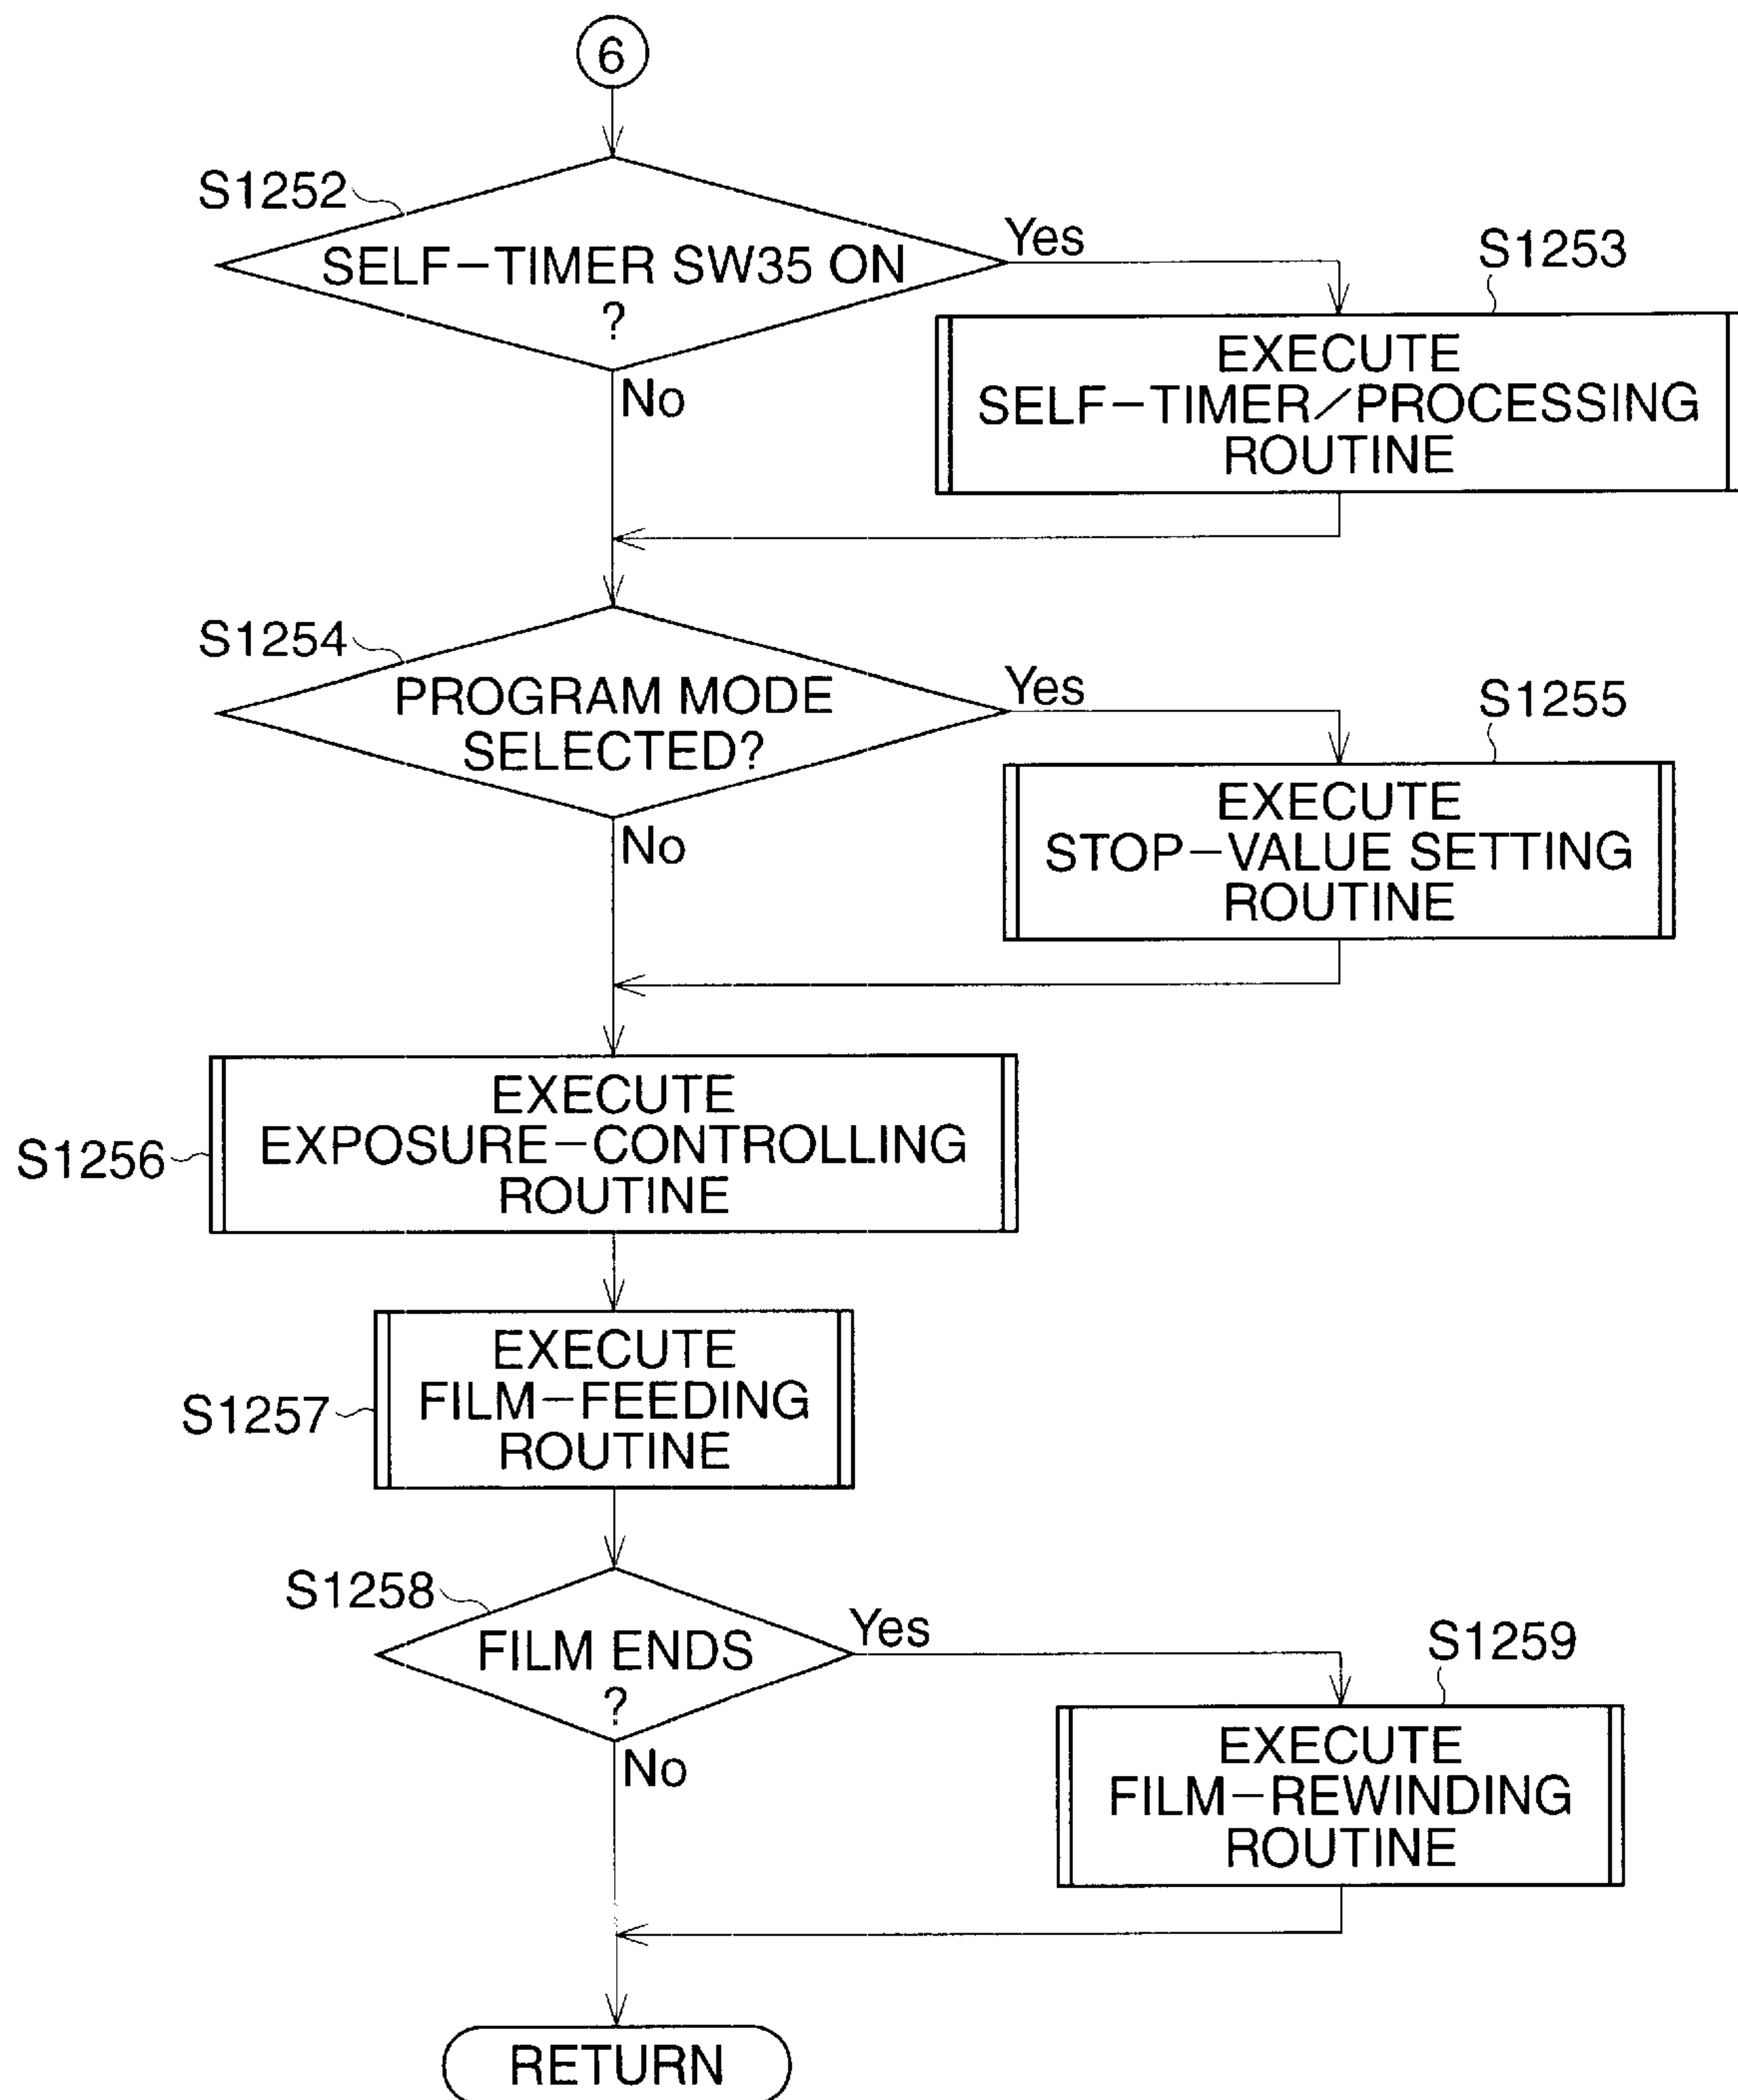 6
S1252
SELF-TIMER SW35 ON
?
Yes
No
S1253
EXECUTE
SELF-TIMER/PROCESSING
ROUTINE
S1254
PROGRAM MODE
SELECTED?
Yes
No
S1255
EXECUTE
STOP-VALUE SETTING
ROUTINE
S1256
EXECUTE
EXPOSURE-CONTROLLING
ROUTINE
S1257
EXECUTE
FILM-FEEDING
ROUTINE
S1258
FILM ENDS
?
Yes
No
S1259
EXECUTE
FILM-REWINDING
ROUTINE
RETURN